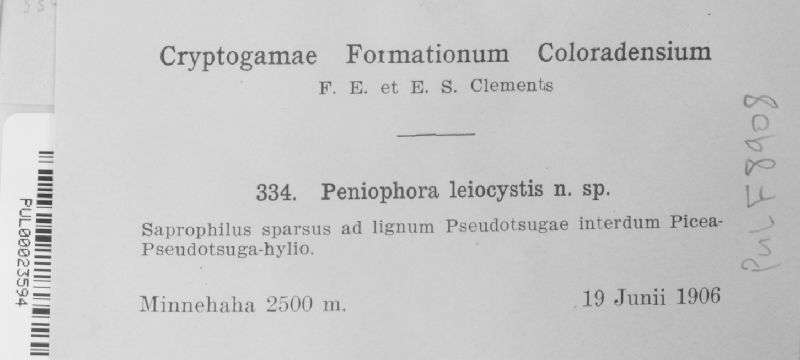 Cryptogamae Formationum Coloradensium
F. E. et E. S. Clements
334. Peniophora leiocystis n. sp.
Saprophilus sparsus ad lignum Pseudotsugae interdum Picea-
Pseudotsuga-hylio.
Minnehaha 2500 m.
19 Junii 1906
PUL F 8608
PUL00023594